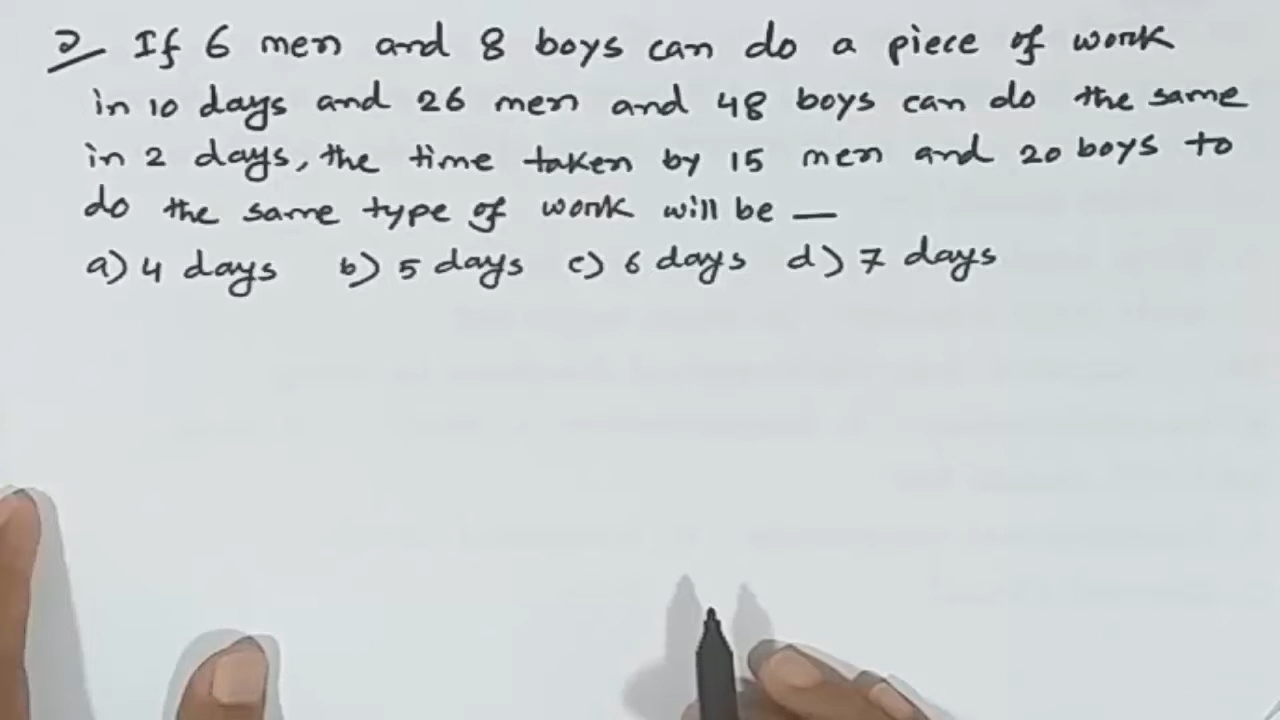 2 If 6 men and 8 boys can do a piece of work
in 10 days and 26 men and 48 boys can do the same
in 2 days, the time taken by 15 men and 20 boys to
do the same type of work will be —
a) 4 days b) 5 days c) 6 days d) 7 days